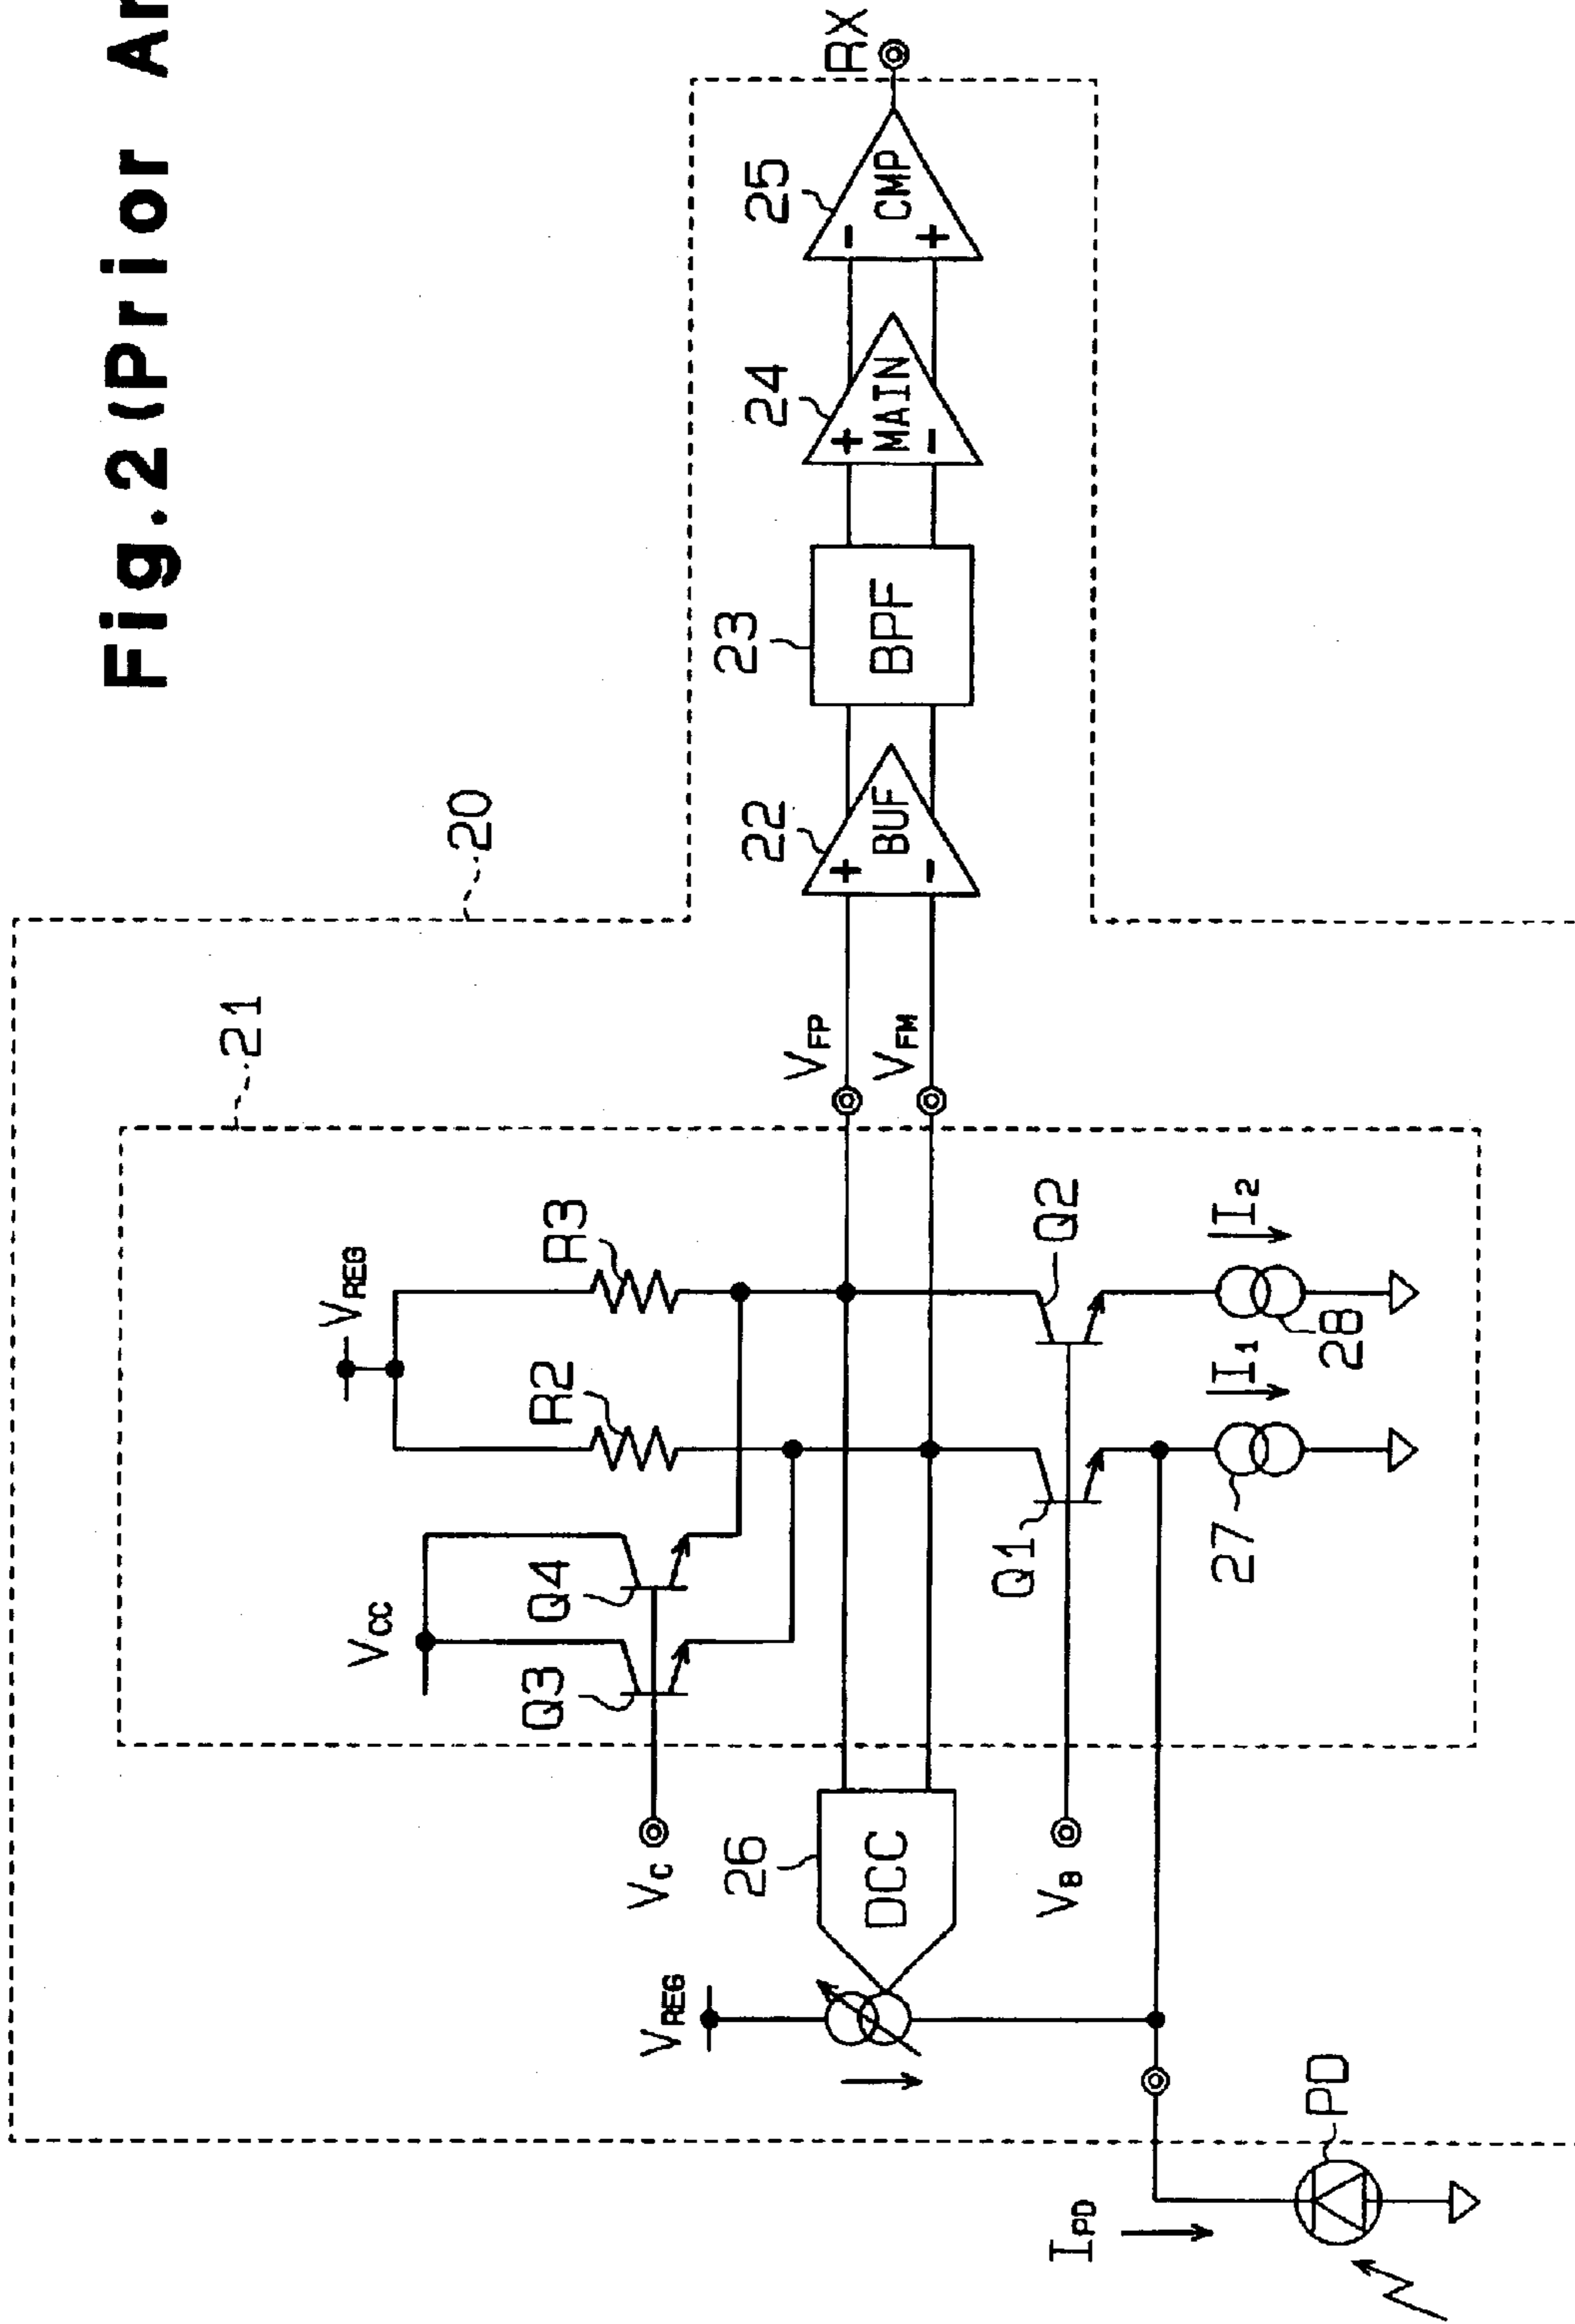 Fig.2(Prior Ar
20
21
VREG
VCC
R2
R3
Q4
Q3
VC
VFP
VFM
22
BUF
+
-
23
BPF
24
MAIN
+
-
25
CMP
-
+
RX
VREG
26
DCC
VB
Q1
Q2
I1
I2
27
28
IPD
PD